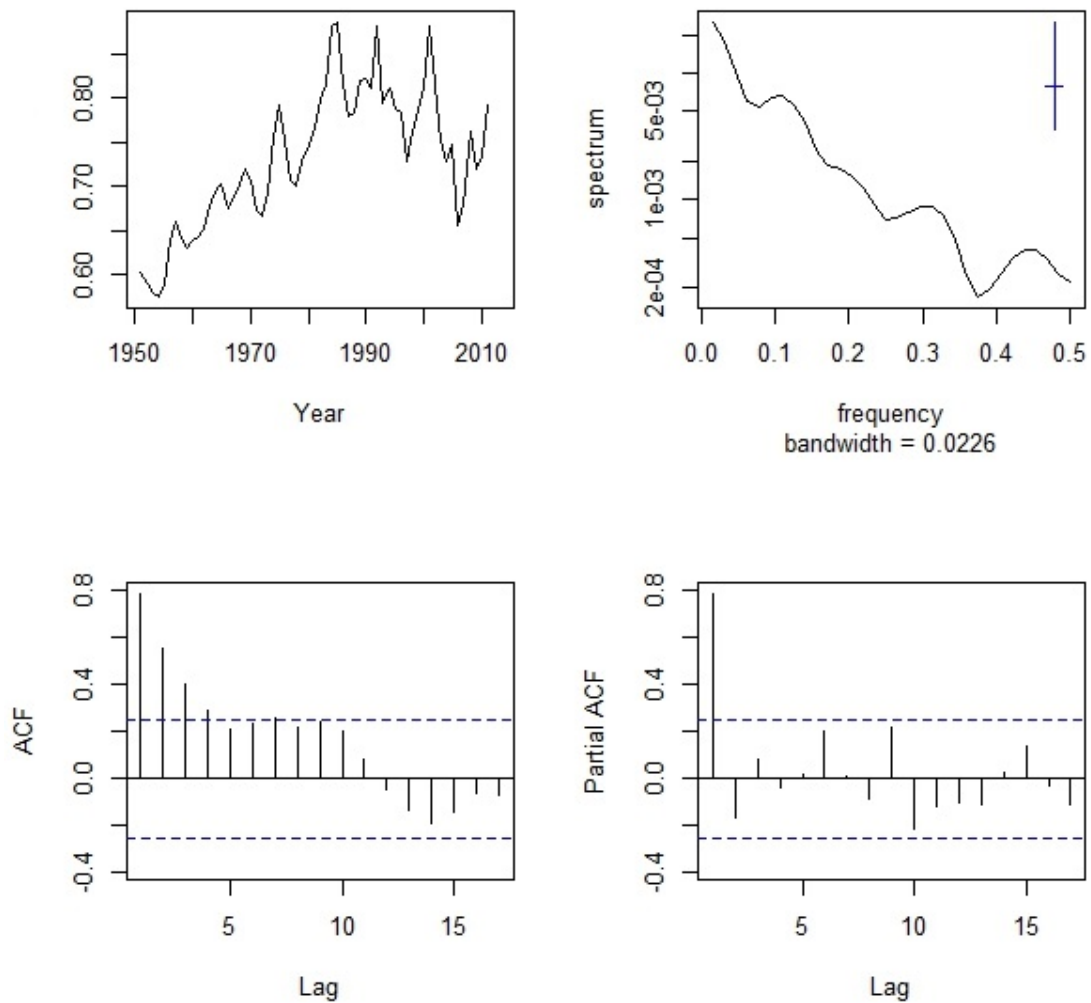 0.80
0.70
0.60
1950 1970 1990 2010
Year
spectrum
5e-03
1e-03
2e-04
0.0 0.1 0.2 0.3 0.4 0.5
frequency
bandwidth = 0.0226
ACF
0.8
0.4
0.0
-0.4
5 10 15
Lag
Partial ACF
0.8
0.4
0.0
-0.4
5 10 15
Lag